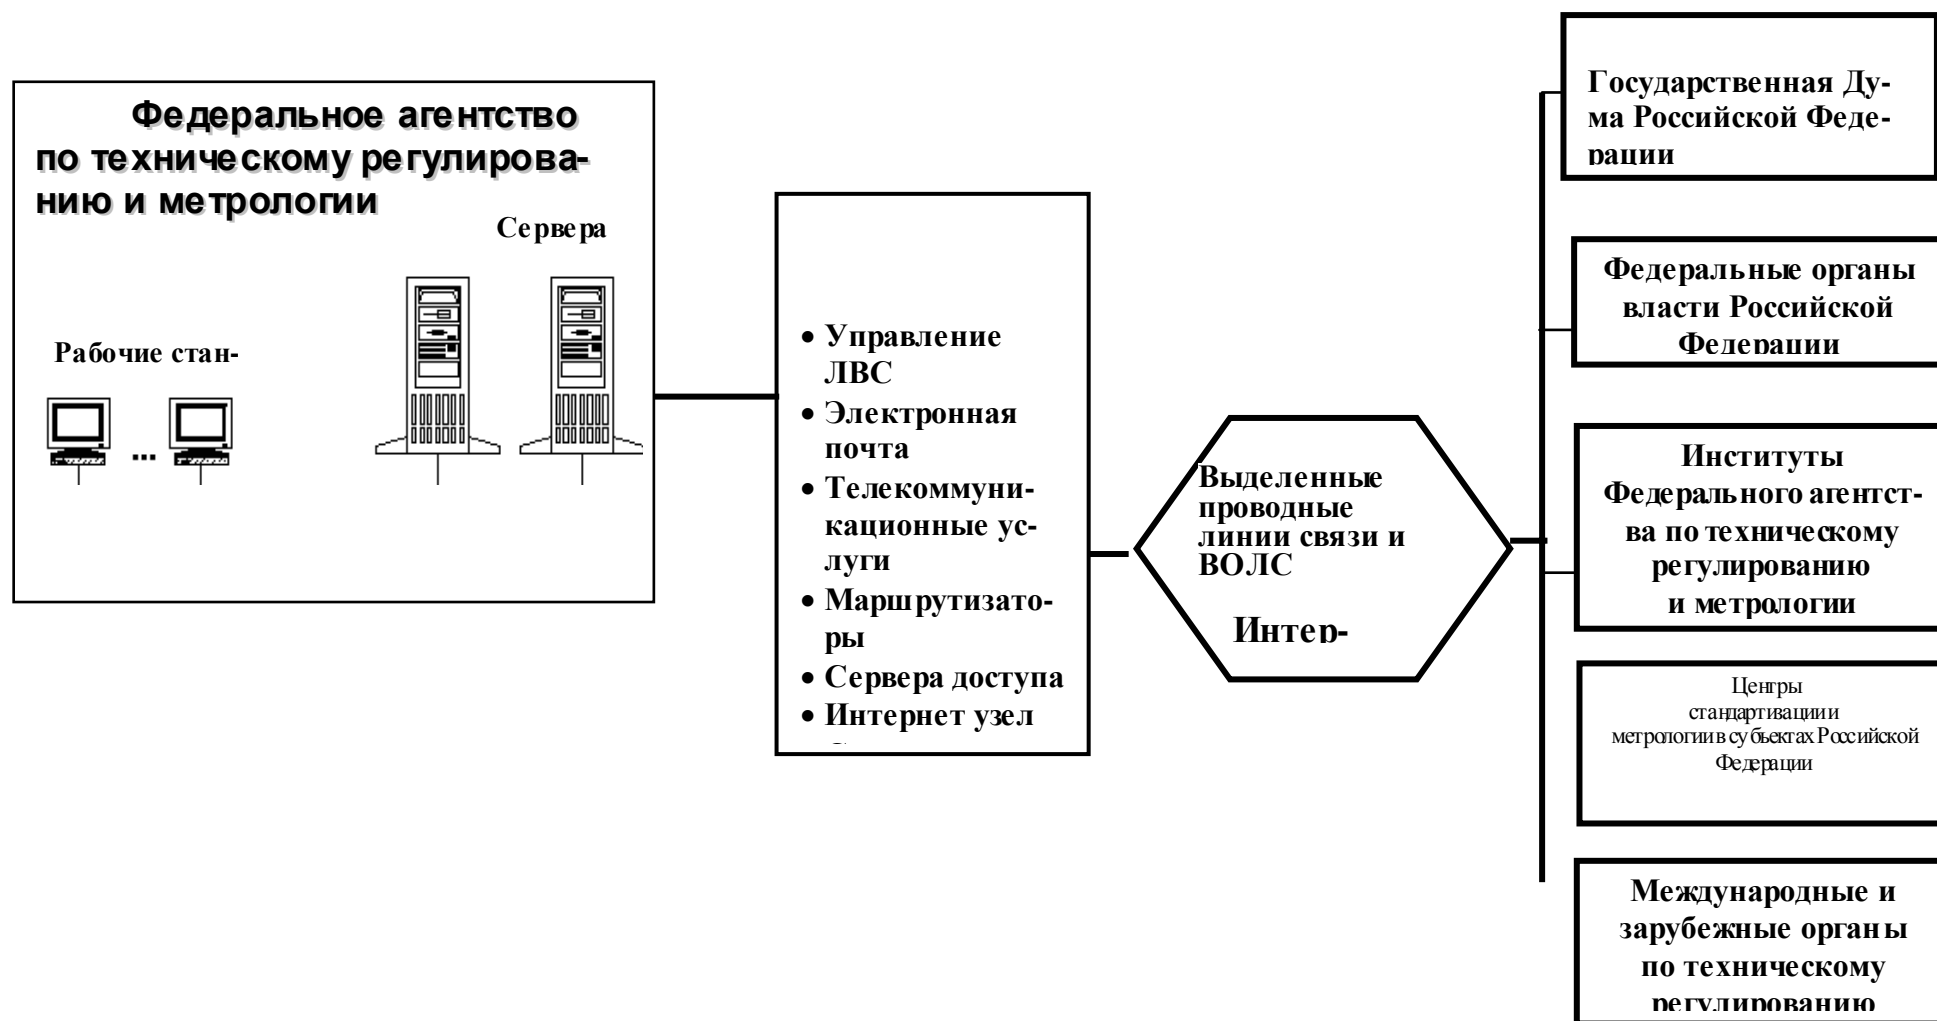 Федеральное агентство
по техническому регулирова-
нию и метрологии
Сервера
Рабочие стан-
...
• Управление
ЛВС
• Электронная
почта
• Телекоммуни-
кационные ус-
луги
• Маршрутизато-
ры
• Сервера доступа
• Интернет узел
Выделенные
проводные
линии связи и
ВОЛС
Интер-
Государственная Ду-
ма Российской Феде-
рации
Федеральные органы
власти Российской
Федерации
Институты
Федерального агентст-
ва по техническому
регулированию
и метрологии
Центры
стандартизации и
метрологии в субъектах Российской
Федерации
Международные и
зарубежные органы
по техническому
регулированию